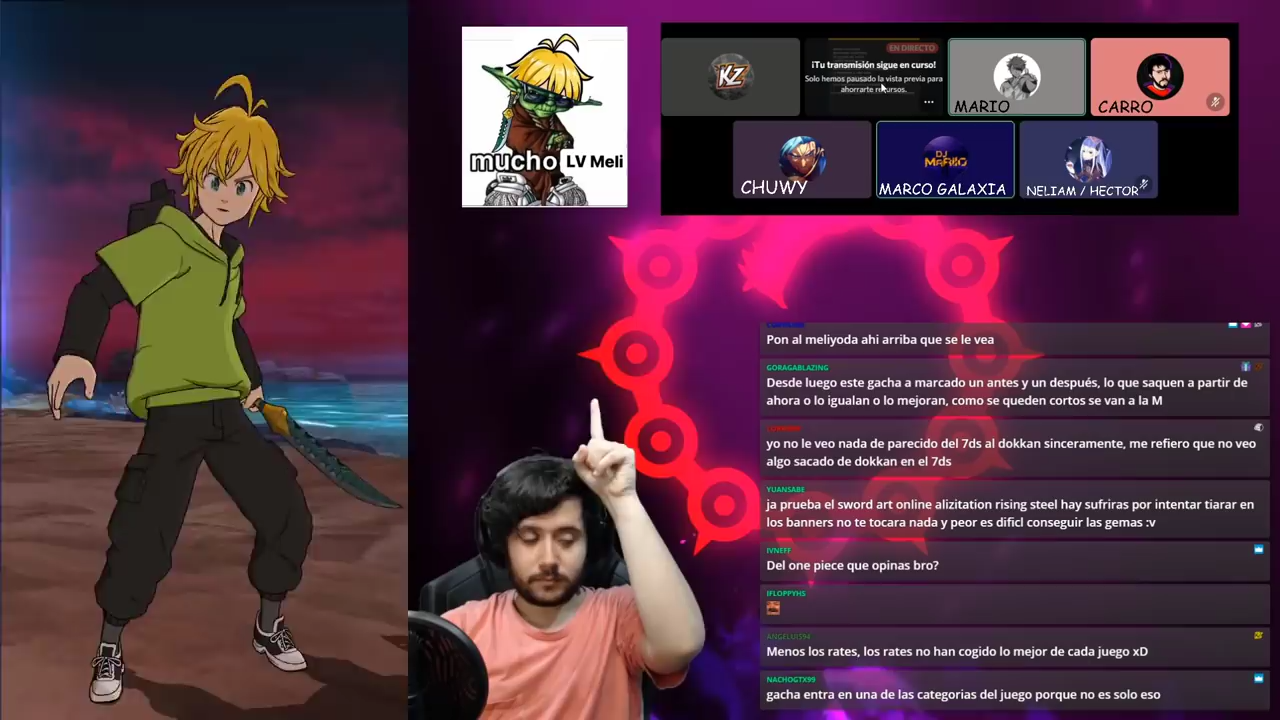 KZ
EN DIRECTO
¡Tu transmisión sigue en curso!
Solo hemos pausado la vista previa para
ahorrarte recursos.
MARIO
CARRO
mucho LV Meli
CHUWY
DJ
MARIIO
MARCO GALAXIA
NELIAM / HECTOR
Pon al meliyoda ahi arriba que se le vea
GORAGABLAZING
Desde luego este gacha a marcado un antes y un después, lo que saquen a partir de
ahora o lo igualan o lo mejoran, como se queden cortos se van a la M
yo no le veo nada de parecido del 7ds al dokkan sinceramente, me refiero que no veo
algo sacado de dokkan en el 7ds
YUANSABE
ja prueba el sword art online alizitation rising steel hay sufriras por intentar tiarar en
los banners no te tocara nada y peor es dificl conseguir las gemas :v
IVNEFF
Del one piece que opinas bro?
IFLOPPYHS
ANGELUIS94
Menos los rates, los rates no han cogido lo mejor de cada juego xD
NACHOGTX99
gacha entra en una de las categorias del juego porque no es solo eso